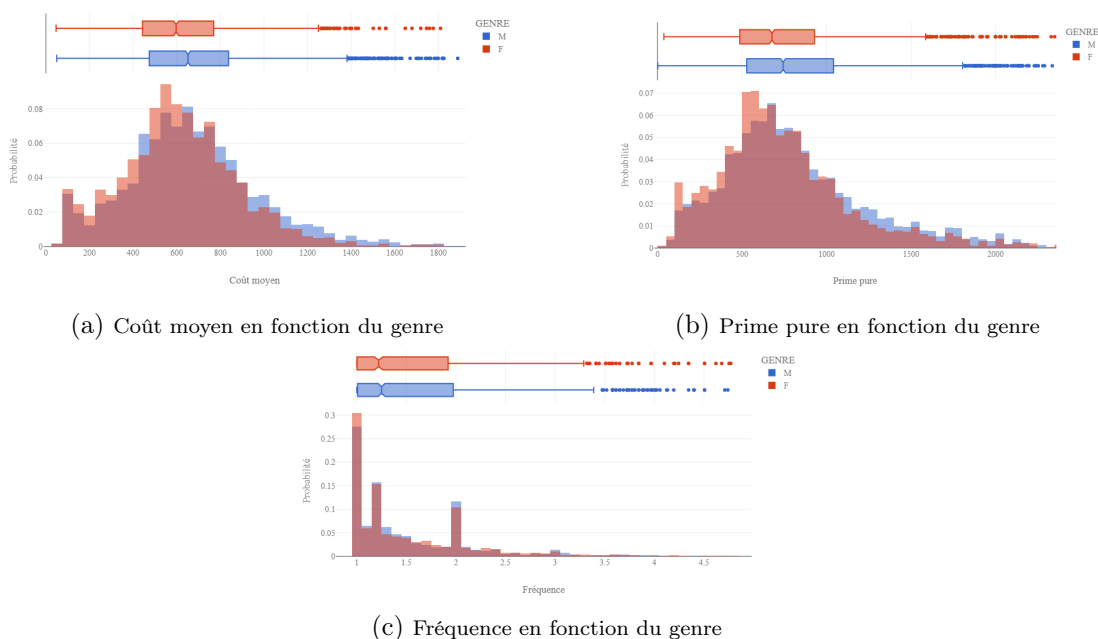 GENRE
M
F
Probabilité
0.08
0.06
0.04
0.02
0
0 200 400 600 800 1000 1200 1400 1600 1800
Coût moyen
(a) Coût moyen en fonction du genre
GENRE
M
F
Probabilité
0.07
0.06
0.05
0.04
0.03
0.02
0.01
0
0 500 1000 1500 2000
Prime pure
(b) Prime pure en fonction du genre
GENRE
M
F
Probabilité
0.3
0.25
0.2
0.15
0.1
0.05
0
1 1.5 2 2.5 3 3.5 4 4.5
Fréquence
(c) Fréquence en fonction du genre